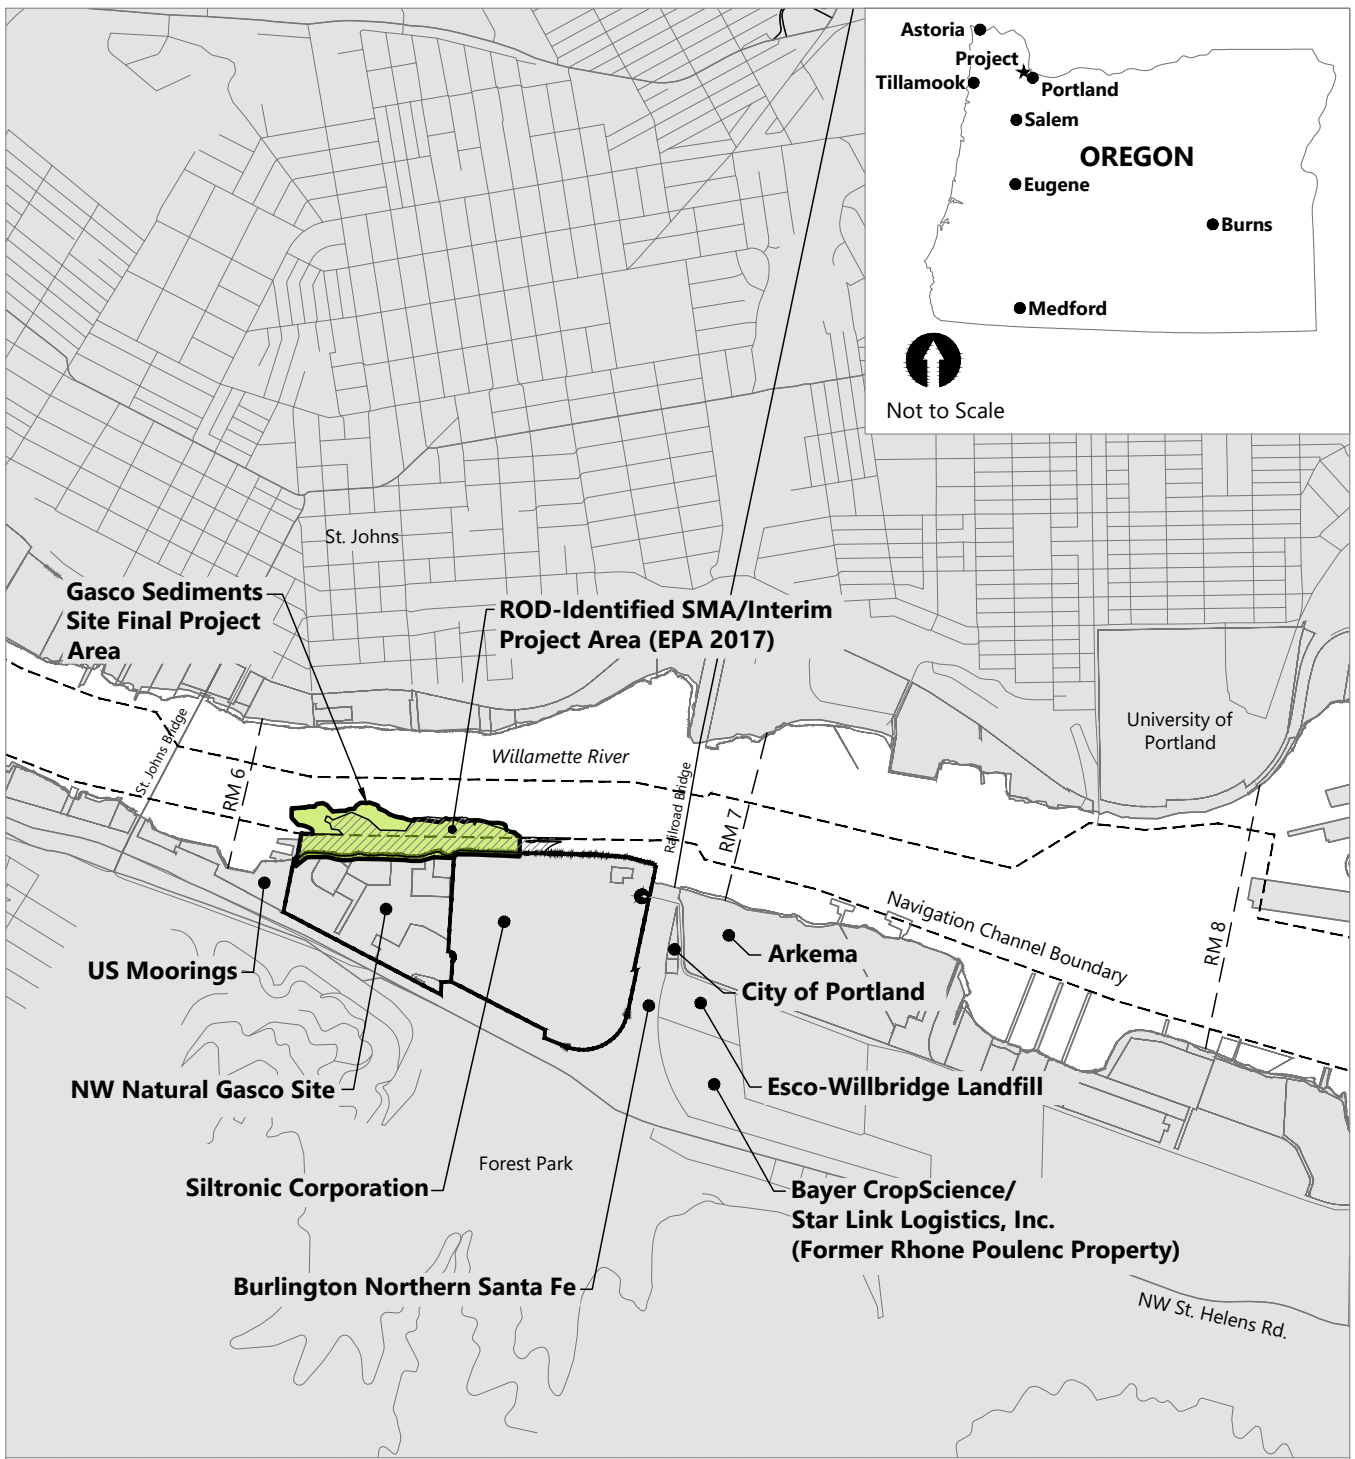 Astoria
Project
Tillamook
Portland
Salem
OREGON
Eugene
Burns
Medford
Not to Scale
St. Johns
Gasco Sediments
Site Final Project
Area
ROD-Identified SMA/Interim
Project Area (EPA 2017)
University of
Portland
St. Johns Bridge
RM 6
Willamette River
Railroad Bridge
RM 7
Navigation Channel Boundary
RM 8
US Moorings
Arkema
City of Portland
NW Natural Gasco Site
Esco-Willbridge Landfill
Forest Park
Siltronic Corporation
Bayer CropScience/
Star Link Logistics, Inc.
(Former Rhone Poulenc Property)
Burlington Northern Santa Fe
NW St. Helens Rd.